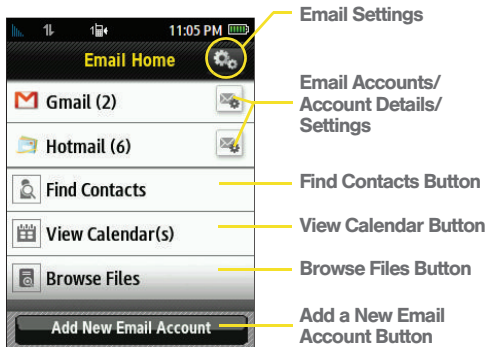 11:05 PM
Email Home
Gmail (2)
Hotmail (6)
Find Contacts
View Calendar(s)
Browse Files
Add New Email Account
Email Settings
Email Accounts/
Account Details/
Settings
Find Contacts Button
View Calendar Button
Browse Files Button
Add a New Email
Account Button